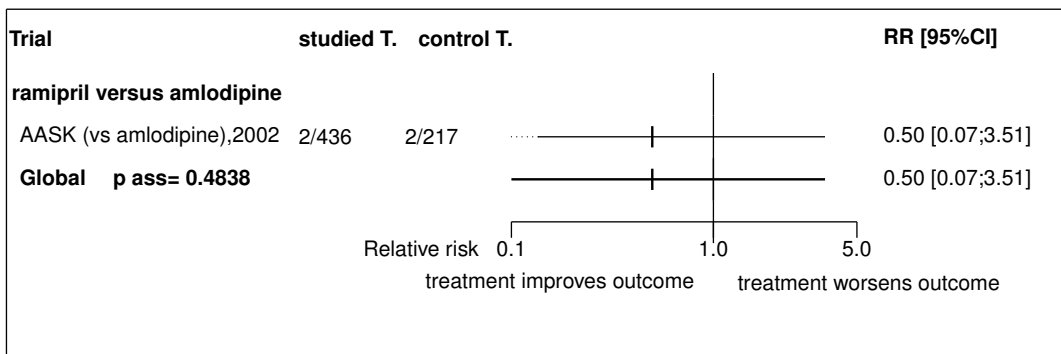 Trial studied T. control T. RR [95%CI]
ramipril versus amlodipine
AASK (vs amlodipine),2002 2/436 2/217 0.50 [0.07;3.51]
Global p ass= 0.4838 0.50 [0.07;3.51]
Relative risk 0.1 1.0 5.0
treatment improves outcome treatment worsens outcome